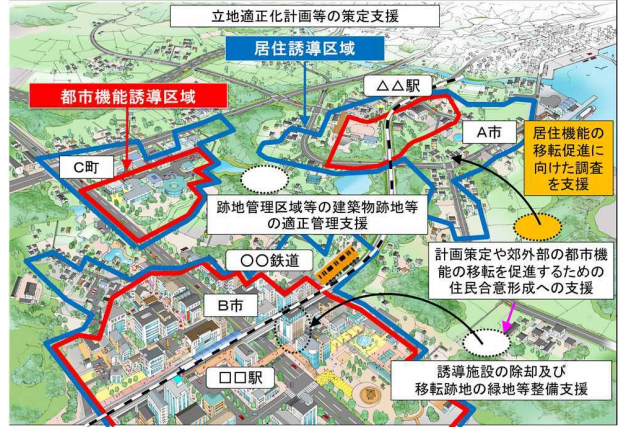 立地適正化計画等の策定支援
居住誘導区域
△△駅
都市機能誘導区域
A市
居住機能の
移転促進に
向けた調査
を支援
C町
跡地管理区域等の建築物跡地等
の適正管理支援
〇〇鉄道
計画策定や郊外部の都市機
能の移転を促進するための
住民合意形成への支援
B市
□□駅
誘導施設の除却及び
移転跡地の緑地等整備支援